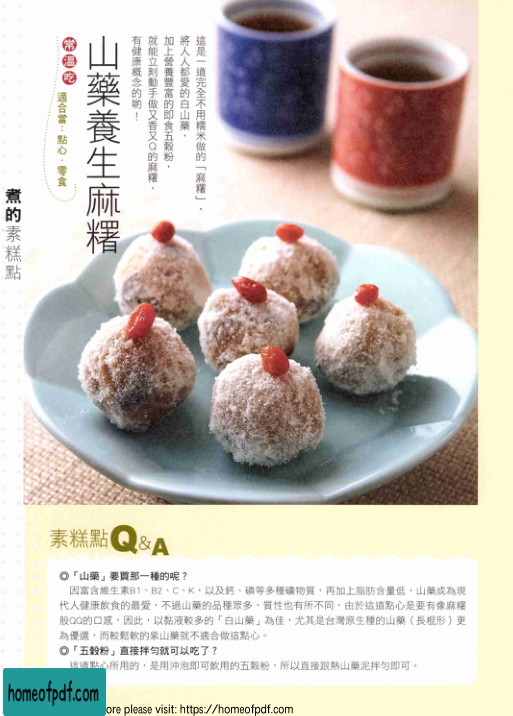 常溫吃
適合當：點心．零食
山藥養生麻糬
這是一道完全不用糯米做的「麻糬」，
將人人都愛的白山藥，
加上營養豐富的即食五穀粉，
就能立刻動手做又香又Q的麻糬，
有健康概念的喲！
煮的素糕點
素糕點Q&A
◎「山藥」要買那一種的呢？
因富含維生素B1、B2、C、K，以及鈣、磷等多種礦物質，再加上脂肪含量低，山藥成為現
代人健康飲食的最愛，不過山藥的品種眾多，質性也有所不同，由於這道點心是要有像麻糬
般QQ的口感，因此，以黏液較多的「白山藥」為佳，尤其是台灣原生種的山藥（長棍形）更
為優選，而較鬆軟的紫山藥就不適合做這點心。
◎「五穀粉」直接拌勻就可以吃了？
這道點心所用的，是用沖泡即可飲用的五穀粉，所以直接跟熱山藥泥拌勻即可。
homeofpdf.com
ore please visit: https://homeofpdf.com